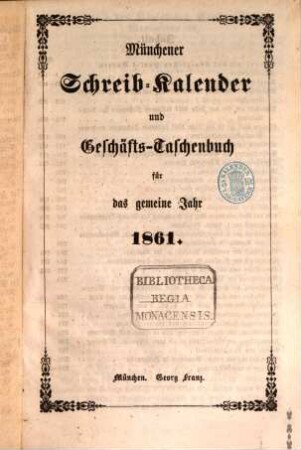 Münchener
Schreib-Kalender
und
Geschäfts-Taschenbuch
für
das gemeine Jahr
1861.
BIBLIOTHECA
REGIA
MONACENSIS.
München. Georg Franz.